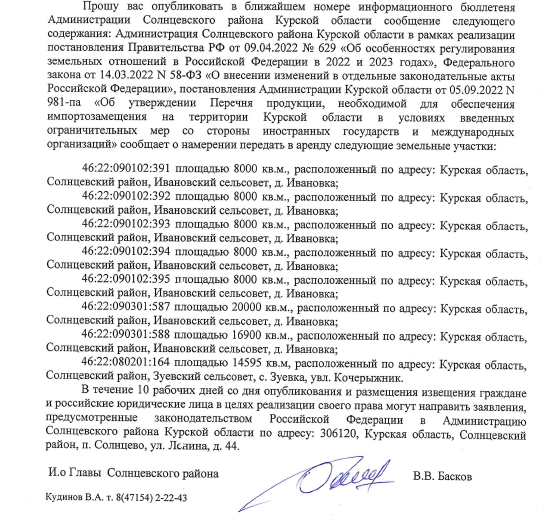 Прошу вас опубликовать в ближайшем номере информационного бюллетеня
Администрации Солнцевского района Курской области сообщение следующего
содержания: Администрация Солнцевского района Курской области в рамках реализации
постановления Правительства РФ от 09.04.2022 № 629 «Об особенностях регулирования
земельных отношений в Российской Федерации в 2022 и 2023 годах», Федерального
закона от 14.03.2022 N 58-ФЗ «О внесении изменений в отдельные законодательные акты
Российской Федерации», постановления Администрации Курской области от 05.09.2022 N
981-па «Об утверждении Перечня продукции, необходимой для обеспечения
импортозамещения на территории Курской области в условиях введенных
ограничительных мер со стороны иностранных государств и международных
организаций» сообщает о намерении передать в аренду следующие земельные участки:
46:22:090102:391 площадью 8000 кв.м., расположенный по адресу: Курская область,
Солнцевский район, Ивановский сельсовет, д. Ивановка;
46:22:090102:392 площадью 8000 кв.м., расположенный по адресу: Курская область,
Солнцевский район, Ивановский сельсовет, д. Ивановка;
46:22:090102:393 площадью 8000 кв.м., расположенный по адресу: Курская область,
Солнцевский район, Ивановский сельсовет, д. Ивановка;
46:22:090102:394 площадью 8000 кв.м., расположенный по адресу: Курская область,
Солнцевский район, Ивановский сельсовет, д. Ивановка;
46:22:090102:395 площадью 8000 кв.м., расположенный по адресу: Курская область,
Солнцевский район, Ивановский сельсовет, д. Ивановка;
46:22:090301:587 площадью 20000 кв.м., расположенный по адресу: Курская область,
Солнцевский район, Ивановский сельсовет, д. Ивановка;
46:22:090301:588 площадью 16900 кв.м., расположенный по адресу: Курская область,
Солнцевский район, Ивановский сельсовет, д. Ивановка;
46:22:080201:164 площадью 14595 кв.м, расположенный по адресу: Курская область,
Солнцевский район, Зуевский сельсовет, с. Зуевка, увл. Кочерыжник.
В течение 10 рабочих дней со дня опубликования и размещения извещения граждане
и российские юридические лица в целях реализации своего права могут направить заявления,
предусмотренные законодательством Российской Федерации в Администрацию
Солнцевского района Курской области по адресу: 306120, Курская область, Солнцевский
район, п. Солнцево, ул. Ленина, д. 44.
И.о Главы Солнцевского района В.В. Басков
Кудинов В.А. т. 8(47154) 2-22-43